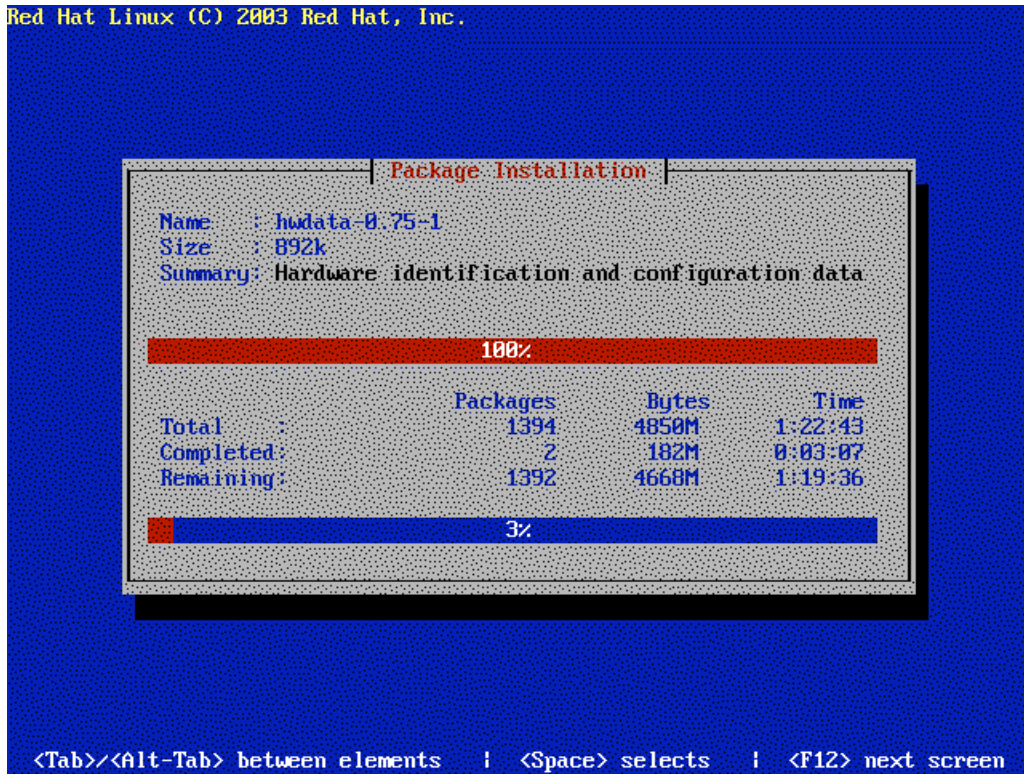 Red Hat Linux (C) 2003 Red Hat, Inc.
Package Installation
Name : hwdata-0.75-1
Size : 892k
Summary: Hardware identification and configuration data
100%
Packages Bytes Time
Total : 1394 4850M 1:22:43
Completed: 2 182M 0:03:07
Remaining: 1392 4668M 1:19:36
3%
<Tab>/<Alt-Tab> between elements | <Space> selects | <F12> next screen